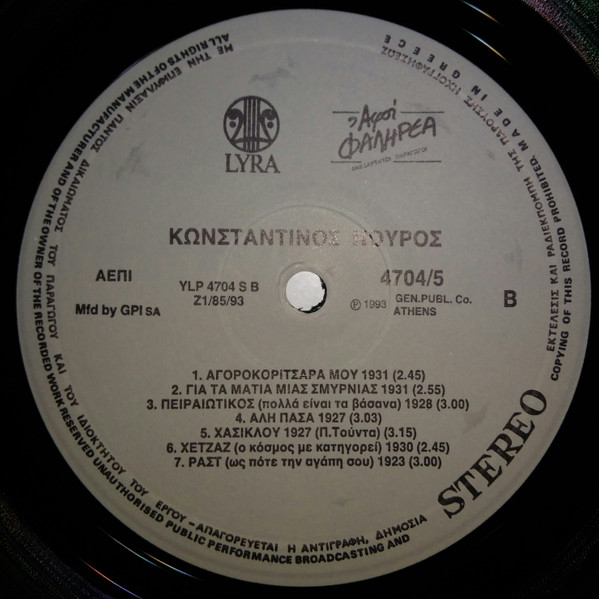 ΜΕ ΤΗΝ ΕΠΙΦΥΛΑΞΙΝ ΠΑΝΤΟΣ ΔΙΚΑΙΩΜΑΤΟΣ ΤΟΥ ΠΑΡΑΓΩΓΟΥ ΚΑΙ ΤΟΥ ΙΔΙΟΚΤΗΤΟΥ ΤΟΥ ΕΡΓΟΥ – ΑΠΑΓΟΡΕΥΕΤΑΙ Η ΑΝΤΙΓΡΑΦΗ, ΔΗΜΟΣΙΑ ΕΚΤΕΛΕΣΙΣ ΚΑΙ ΡΑΔΙΕΚΠΟΜΠΗ ΤΗΣ ΠΑΡΟΥΣΗΣ ΗΧΟΓΡΑΦΗΣΕΩΣ
ALL RIGHTS OF THE MANUFACTURER AND OF THE OWNER OF THE RECORDED WORK RESERVED UNAUTHORISED PUBLIC PERFORMANCE BROADCASTING AND COPYING OF THIS RECORD PROHIBITED. MADE IN GREECE
LYRA
Αφοί
ΦΑΛΗΡΕΑ
ΚΩΝΣΤΑΝΤΙΝΟΣ ΝΟΥΡΟΣ
ΑΕΠΙ
Mfd by GPI SA
YLP 4704 S B
Z1/85/93
4704/5
Ⓟ 1993 GEN.PUBL. Co.
ATHENS
B
1. ΑΓΟΡΟΚΟΡΙΤΣΑΡΑ ΜΟΥ 1931 (2.45)
2. ΓΙΑ ΤΑ ΜΑΤΙΑ ΜΙΑΣ ΣΜΥΡΝΙΑΣ 1931 (2.55)
3. ΠΕΙΡΑΙΩΤΙΚΟΣ (πολλά είναι τα βάσανα) 1928 (3.00)
4. ΑΛΗ ΠΑΣΑ 1927 (3.03)
5. ΧΑΣΙΚΛΟΥ 1927 (Π.Τούντα) (3.15)
6. ΧΕΤΖΑΖ (ο κόσμος με κατηγορεί) 1930 (2.45)
7. ΡΑΣΤ (ως πότε την αγάπη σου) 1923 (3.00)
STEREO